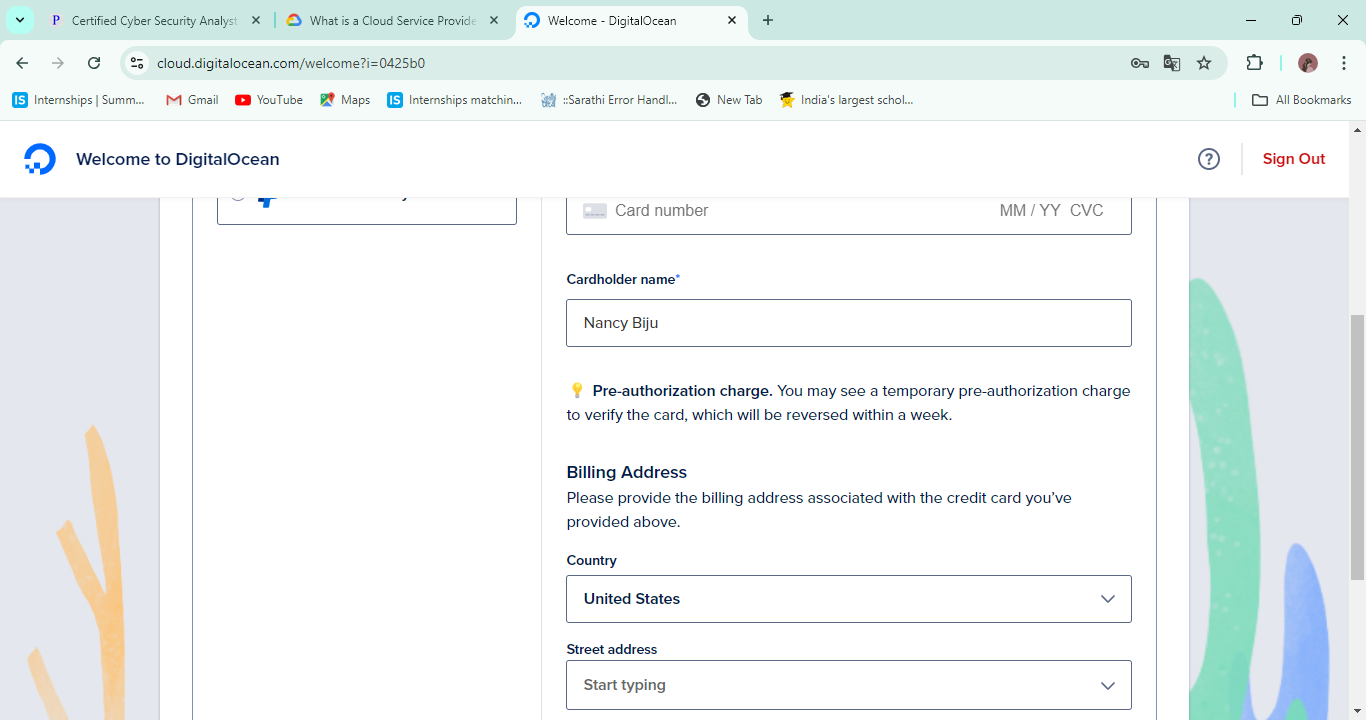 P Certified Cyber Security Analyst
What is a Cloud Service Provide
Welcome - DigitalOcean
cloud.digitalocean.com/welcome?i=0425b0
IS Internships | Summ...
Gmail
YouTube
Maps
IS Internships matchin...
::Sarathi Error Handl...
New Tab
India's largest schol...
All Bookmarks
Welcome to DigitalOcean
? Sign Out
Card number MM / YY CVC
Cardholder name*
Nancy Biju
Pre-authorization charge. You may see a temporary pre-authorization charge
to verify the card, which will be reversed within a week.
Billing Address
Please provide the billing address associated with the credit card you’ve
provided above.
Country
United States
Street address
Start typing